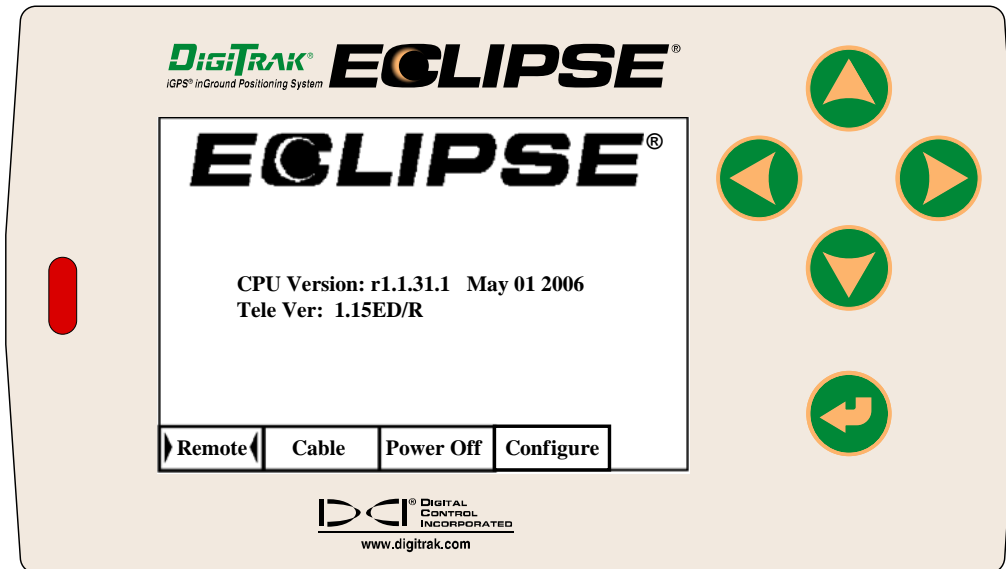 DIGITRAK® ECLIPSE®
iGPS® inGround Positioning System
ECLIPSE®
CPU Version: r1.1.31.1 May 01 2006
Tele Ver: 1.15ED/R
Remote Cable Power Off Configure
DCI® DIGITAL
CONTROL
INCORPORATED
www.digitrak.com